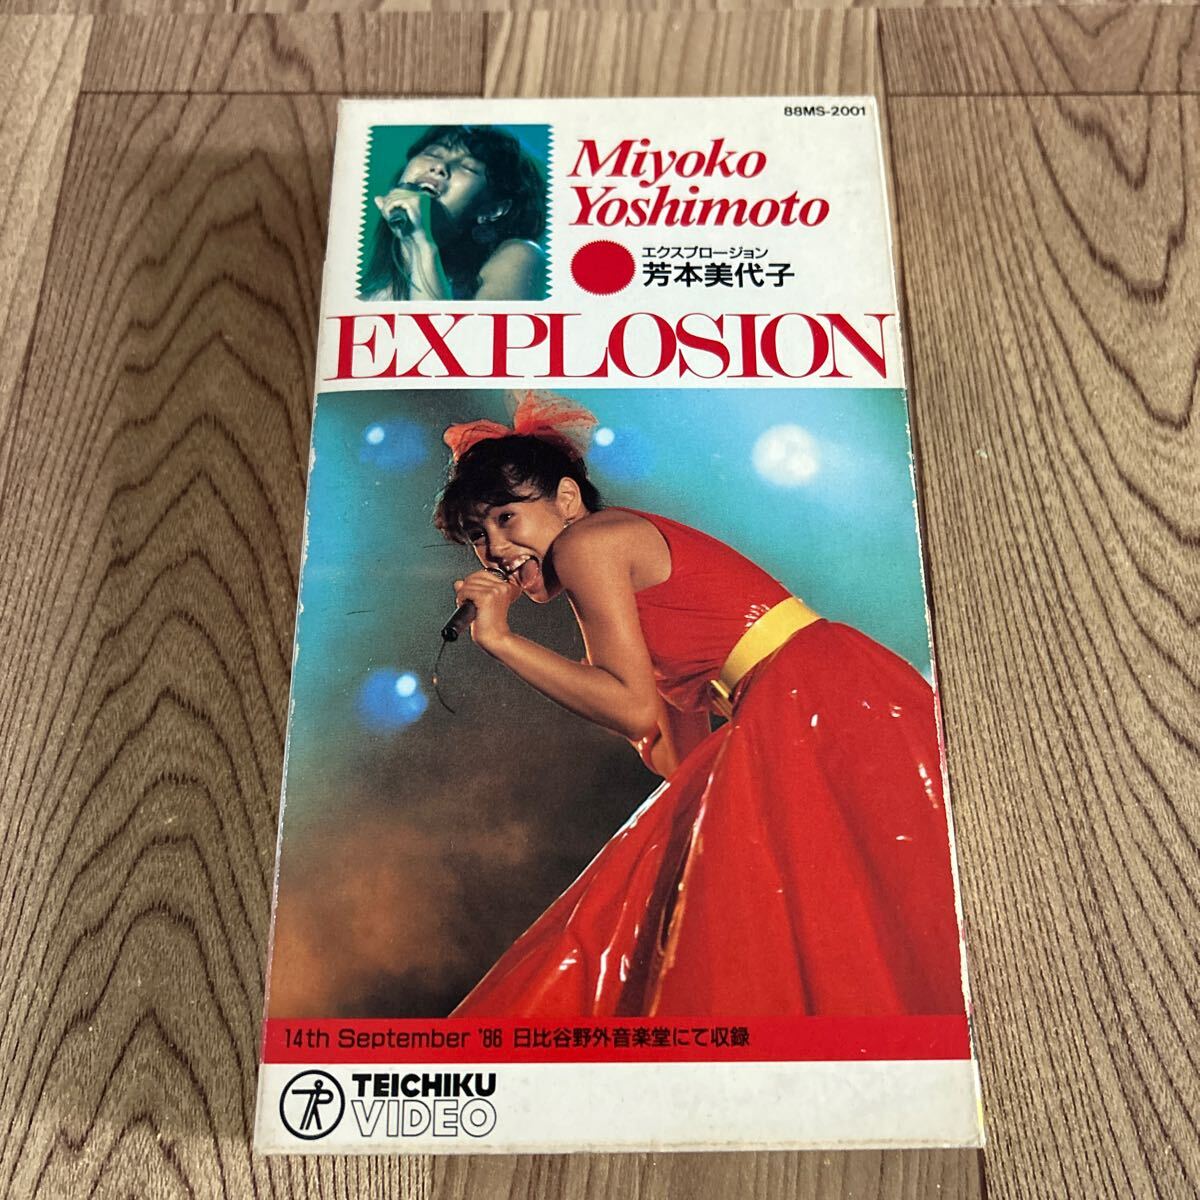 88MS-2001
Miyoko
Yoshimoto
エクスプロージョン
芳本美代子
EXPLOSION
14th September '86 日比谷野外音楽堂にて収録
TEICHIKU
VIDEO